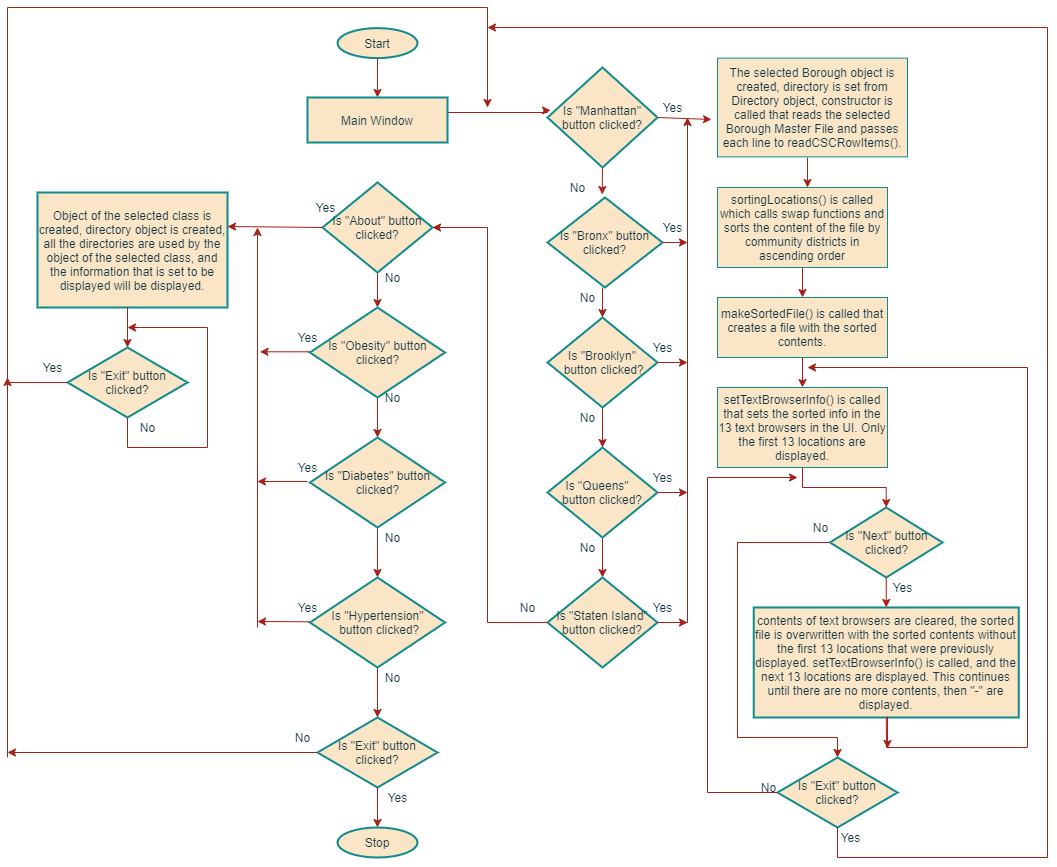 Start
Main Window
Is "Manhattan"
button clicked?
Yes
No
The selected Borough object is
created, directory is set from
Directory object, constructor is
called that reads the selected
Borough Master File and passes
each line to readCSCRowItems().
Is "Bronx" button
clicked?
Yes
No
sortingLocations() is called
which calls swap functions and
sorts the content of the file by
community districts in
ascending order
Is "Brooklyn"
button clicked?
Yes
No
makeSortedFile() is called that
creates a file with the sorted
contents.
Is "Queens"
button clicked?
Yes
No
setTextBrowserInfo() is called
that sets the sorted info in the
13 text browsers in the UI. Only
the first 13 locations are
displayed.
Is "Staten Island"
button clicked?
Yes
No
Is "Next" button
clicked?
No
Yes
contents of text browsers are cleared, the sorted
file is overwritten with the sorted contents without
the first 13 locations that were previously
displayed. setTextBrowserInfo() is called, and the
next 13 locations are displayed. This continues
until there are no more contents, then "-" are
displayed.
Is "Exit" button
clicked?
No
Yes
Is "About" button
clicked?
Yes
No
Object of the selected class is
created, directory object is created,
all the directories are used by the
object of the selected class, and
the information that is set to be
displayed will be displayed.
Is "Exit" button
clicked?
Yes
No
Is "Obesity" button
clicked?
Yes
No
Is "Diabetes" button
clicked?
Yes
No
Is "Hypertension"
button clicked?
Yes
No
Is "Exit" button
clicked?
No
Yes
Stop